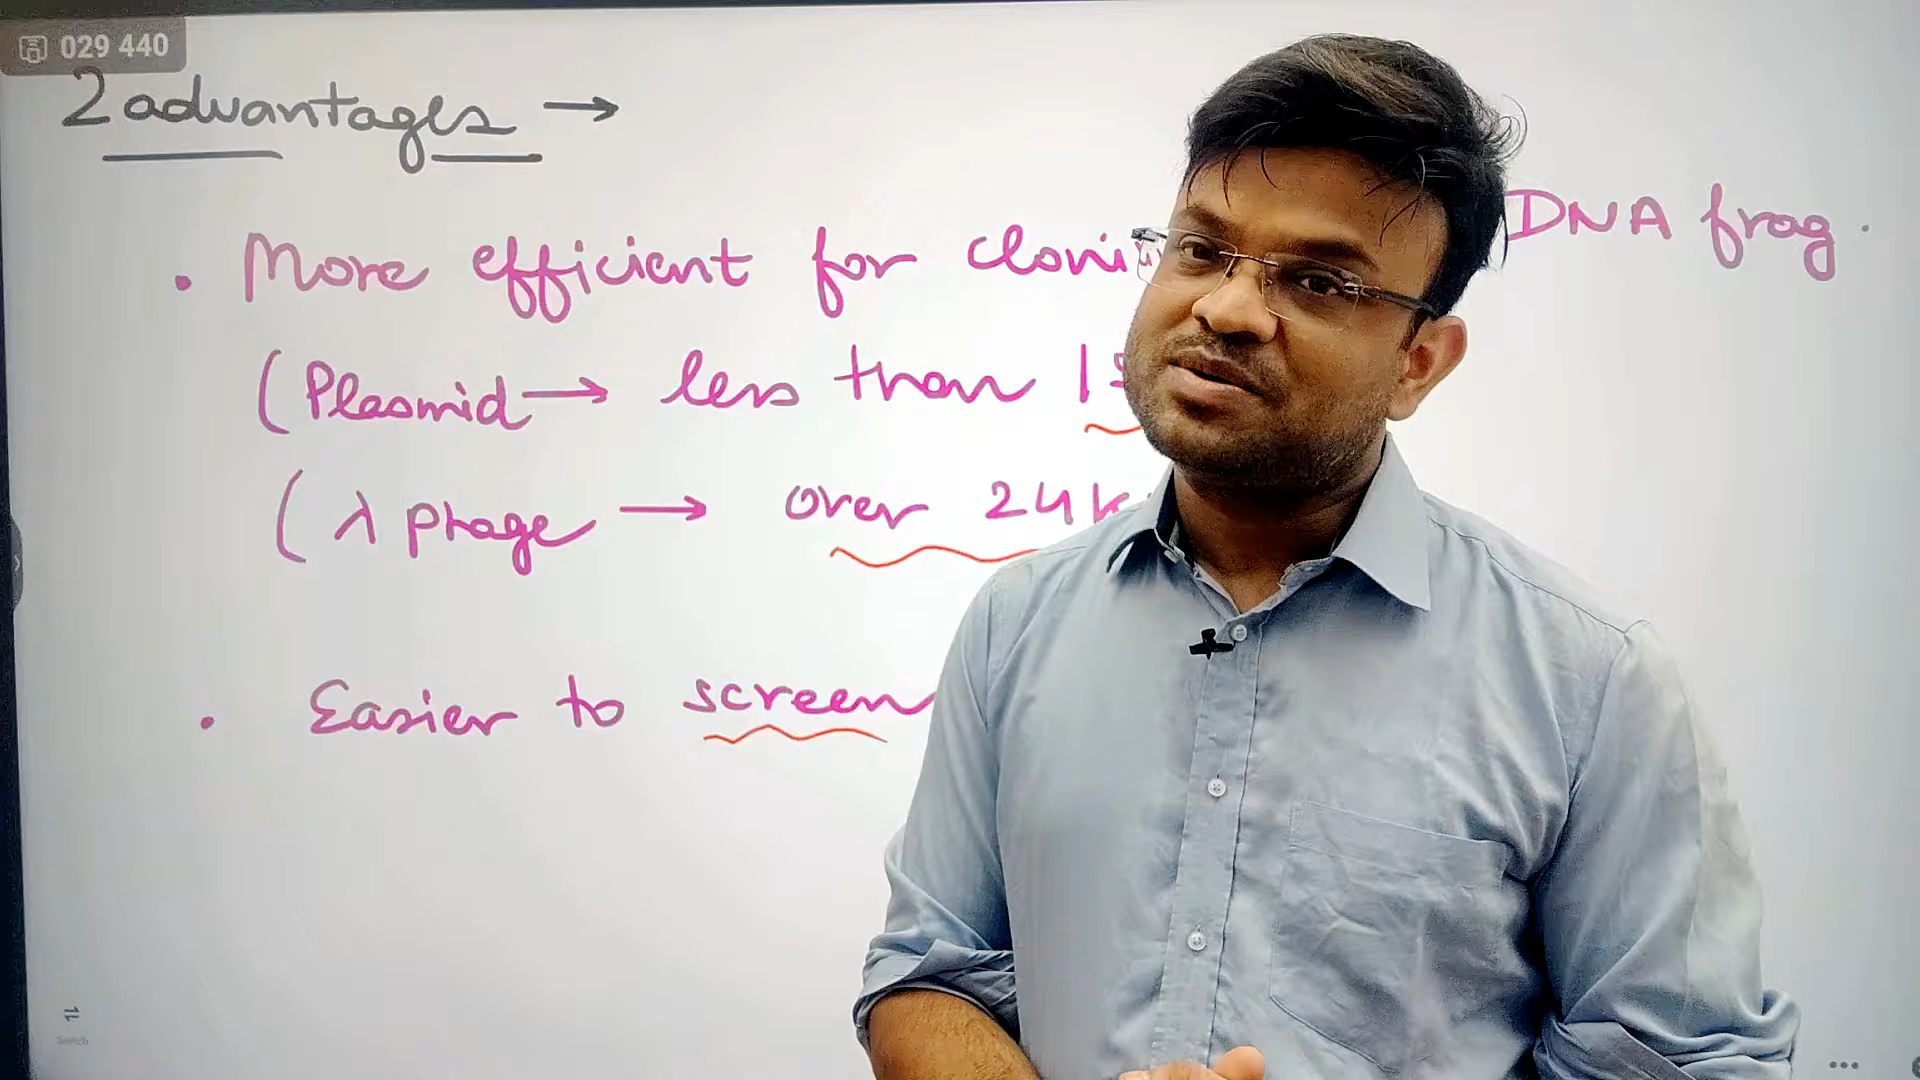 029 440
2 advantages →
• More efficient for cloni DNA frag.
(Plasmid → less than
(λ phage → over 24k
• Easier to screen
Switch